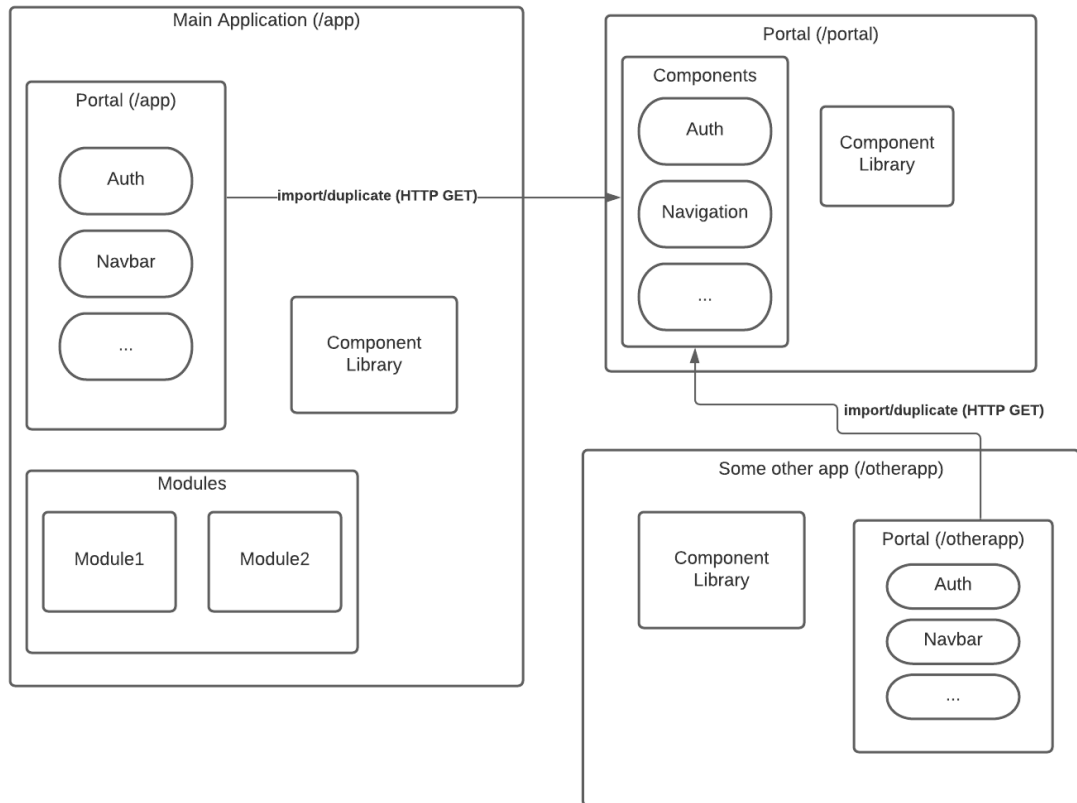 Main Application (/app)
Portal (/app)
Auth
Navbar
...
Component
Library
Modules
Module1
Module2
import/duplicate (HTTP GET)
Portal (/portal)
Components
Auth
Navigation
...
Component
Library
import/duplicate (HTTP GET)
Some other app (/otherapp)
Component
Library
Portal (/otherapp)
Auth
Navbar
...